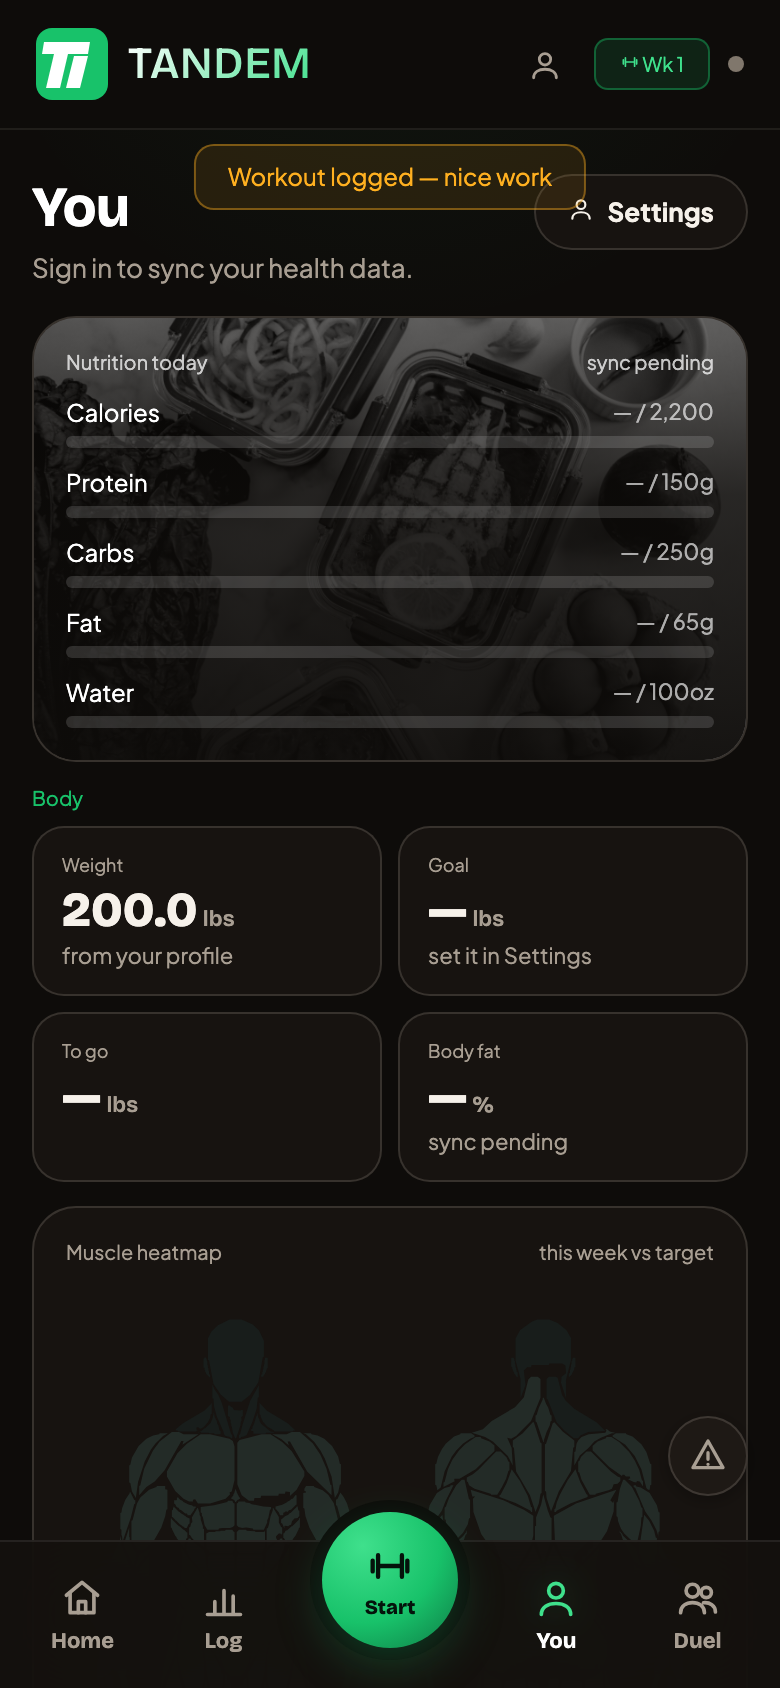 TANDEM
Wk 1
Workout logged — nice work
You
Settings
Sign in to sync your health data.
Nutrition today
sync pending
Calories
— / 2,200
Protein
— / 150g
Carbs
— / 250g
Fat
— / 65g
Water
— / 100oz
Body
Weight
200.0 lbs
from your profile
Goal
— lbs
set it in Settings
To go
— lbs
Body fat
— %
sync pending
Muscle heatmap
this week vs target
Start
Home
Log
You
Duel